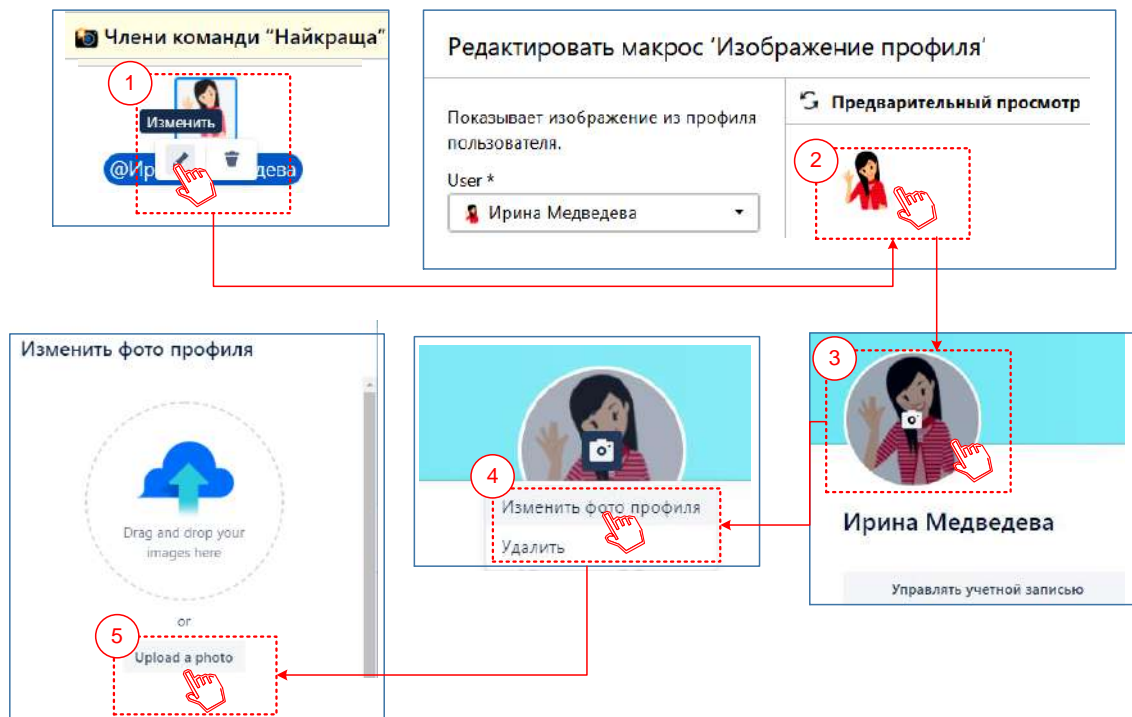 Члени команди “Найкраща”
1
Изменить
@Ир
дева
Редактировать макрос ‘Изображение профиля’
Показывает изображение из профиля
пользователя.
User *
Ирина Медведева
Предварительный просмотр
2
3
Ирина Медведева
Управлять учетной записью
4
Изменить фото профиля
Удалить
Изменить фото профиля
Drag and drop your
images here
or
5
Upload a photo